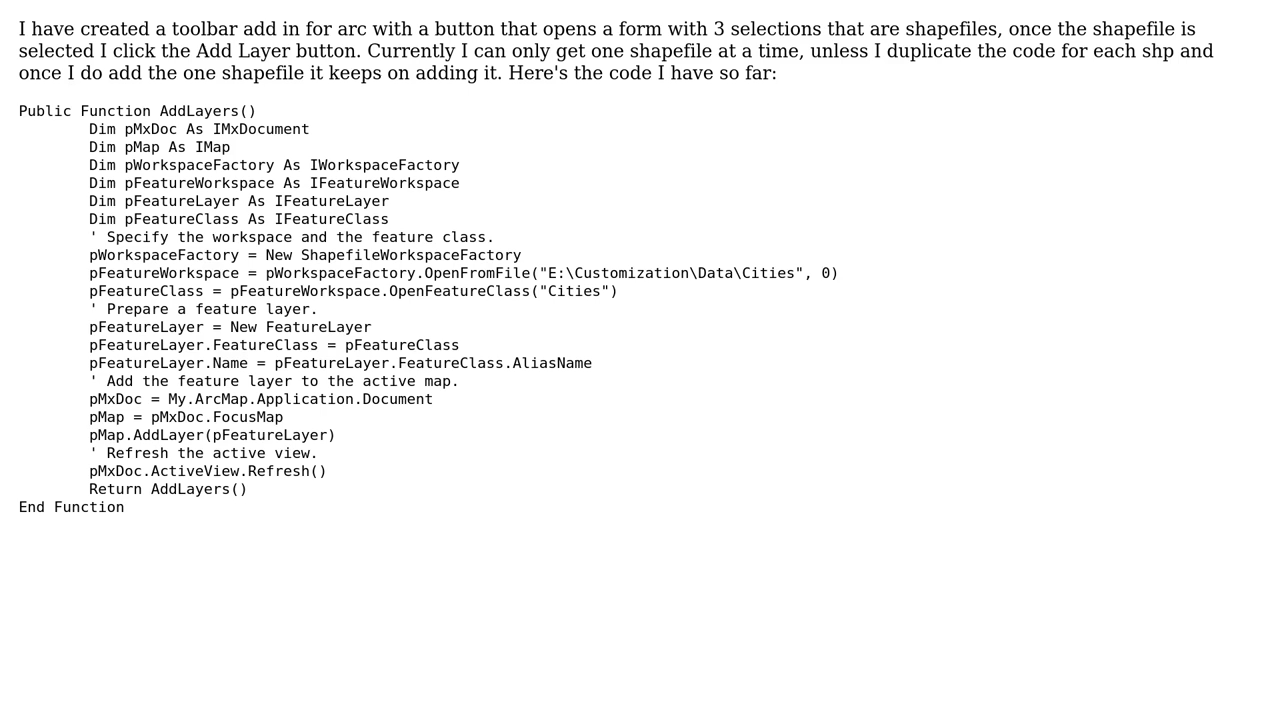 I have created a toolbar add in for arc with a button that opens a form with 3 selections that are shapefiles, once the shapefile is
selected I click the Add Layer button. Currently I can only get one shapefile at a time, unless I duplicate the code for each shp and
once I do add the one shapefile it keeps on adding it. Here's the code I have so far:
Public Function AddLayers()
        Dim pMxDoc As IMxDocument
        Dim pMap As IMap
        Dim pWorkspaceFactory As IWorkspaceFactory
        Dim pFeatureWorkspace As IFeatureWorkspace
        Dim pFeatureLayer As IFeatureLayer
        Dim pFeatureClass As IFeatureClass
        ' Specify the workspace and the feature class.
        pWorkspaceFactory = New ShapefileWorkspaceFactory
        pFeatureWorkspace = pWorkspaceFactory.OpenFromFile("E:\Customization\Data\Cities", 0)
        pFeatureClass = pFeatureWorkspace.OpenFeatureClass("Cities")
        ' Prepare a feature layer.
        pFeatureLayer = New FeatureLayer
        pFeatureLayer.FeatureClass = pFeatureClass
        pFeatureLayer.Name = pFeatureLayer.FeatureClass.AliasName
        ' Add the feature layer to the active map.
        pMxDoc = My.ArcMap.Application.Document
        pMap = pMxDoc.FocusMap
        pMap.AddLayer(pFeatureLayer)
        ' Refresh the active view.
        pMxDoc.ActiveView.Refresh()
        Return AddLayers()
End Function